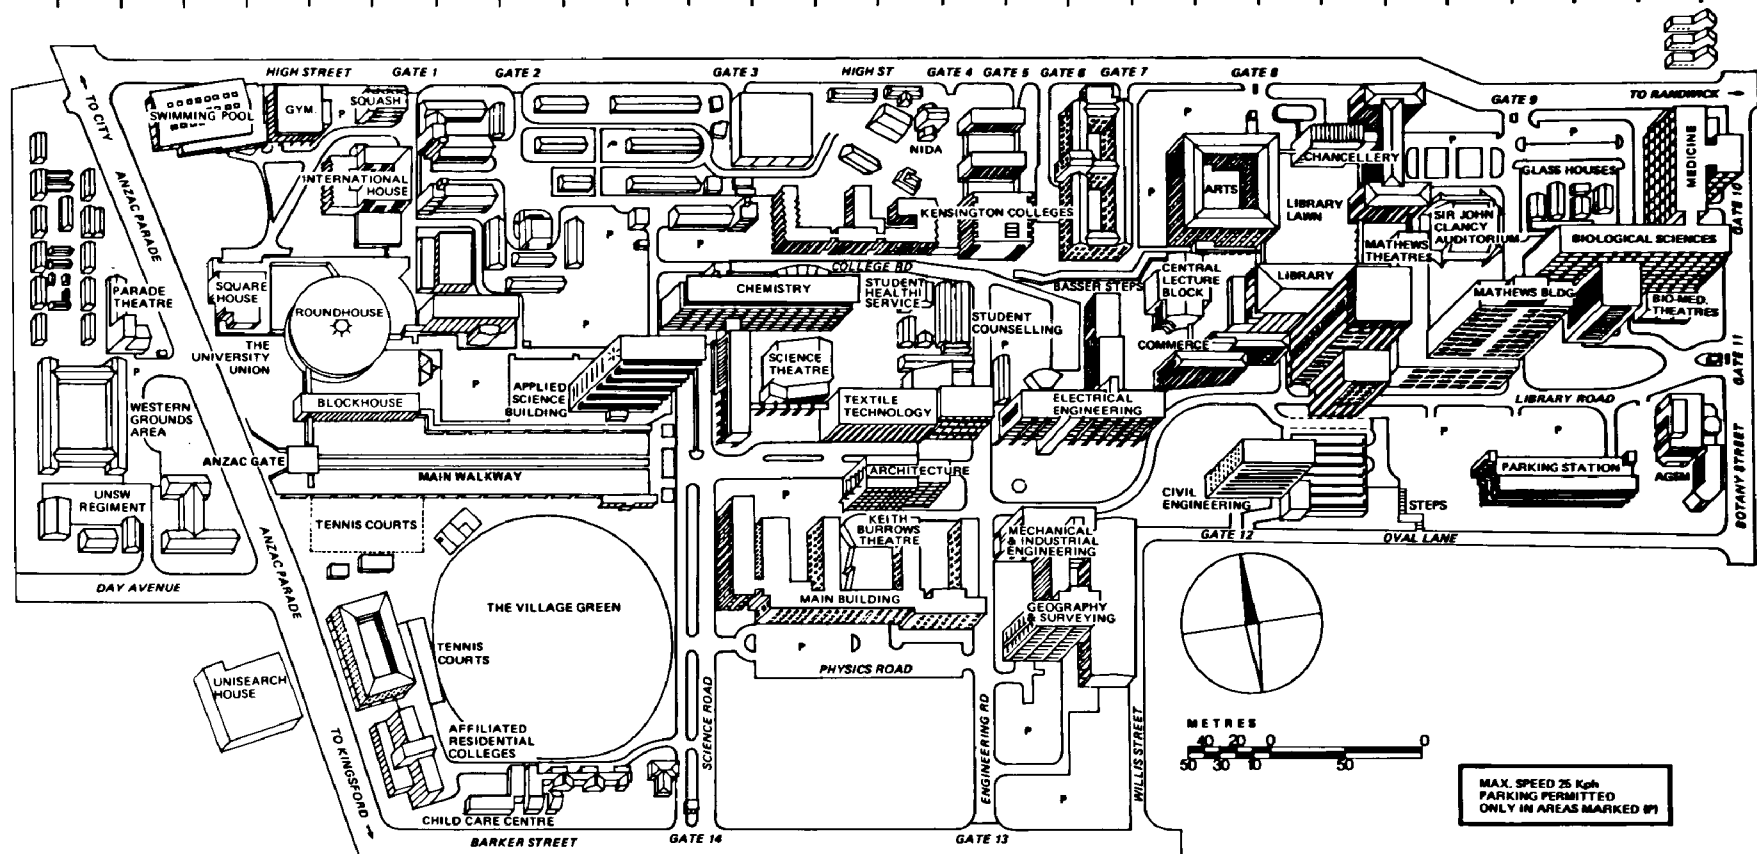 HIGH STREET
GATE 1
GATE 2
GATE 3
HIGH ST
GATE 4
GATE 5
GATE 6
GATE 7
GATE 8
GATE 9
TO RANDWICK
TO CITY
SWIMMING POOL
GYM.
P
SQUASH
NIDA
P
ARTS
CHANCELLERY
P
P
GLASS HOUSES
MEDICINE
GATE 10
ANZAC PARADE
INTERNATIONAL
HOUSE
KENSINGTON COLLEGES
LIBRARY
LAWN
SIR JOHN
CLANCY
AUDITORIUM
MATHEWS
THEATRES
BIOLOGICAL SCIENCES
P
P
COLLEGE RD
PARADE
THEATRE
SQUARE
HOUSE
ROUNDHOUSE
CHEMISTRY
STUDENT
HEALTH
SERVICE
BASSER STEPS
CENTRAL
LECTURE
BLOCK
LIBRARY
MATHEWS BLDG
BIO-MED.
THEATRES
P
STUDENT
COUNSELLING
COMMERCE
THE
UNIVERSITY
UNION
P
SCIENCE
THEATRE
GATE 11
P
APPLIED
SCIENCE
BUILDING
WESTERN
GROUNDS
AREA
BLOCKHOUSE
TEXTILE
TECHNOLOGY
ELECTRICAL
ENGINEERING
LIBRARY ROAD
P
P
BOTANY STREET
ANZAC GATE
MAIN WALKWAY
ARCHITECTURE
PARKING STATION
AGSM
UNSW
REGIMENT
P
CIVIL
ENGINEERING
STEPS
TENNIS COURTS
KEITH
BURROWS
THEATRE
MECHANICAL
& INDUSTRIAL
ENGINEERING
GATE 12
OVAL LANE
DAY AVENUE
ANZAC PARADE
THE VILLAGE GREEN
MAIN BUILDING
GEOGRAPHY
& SURVEYING
TENNIS
COURTS
P
PHYSICS ROAD
UNISEARCH
HOUSE
SCIENCE ROAD
ENGINEERING RD
WILLIS STREET
TO KINGSFORD
AFFILIATED
RESIDENTIAL
COLLEGES
P
P
METRES
40 20 0 0
50 30 10 50
MAX. SPEED 25 Kph
PARKING PERMITTED
ONLY IN AREAS MARKED (P)
CHILD CARE CENTRE
BARKER STREET
GATE 14
GATE 13